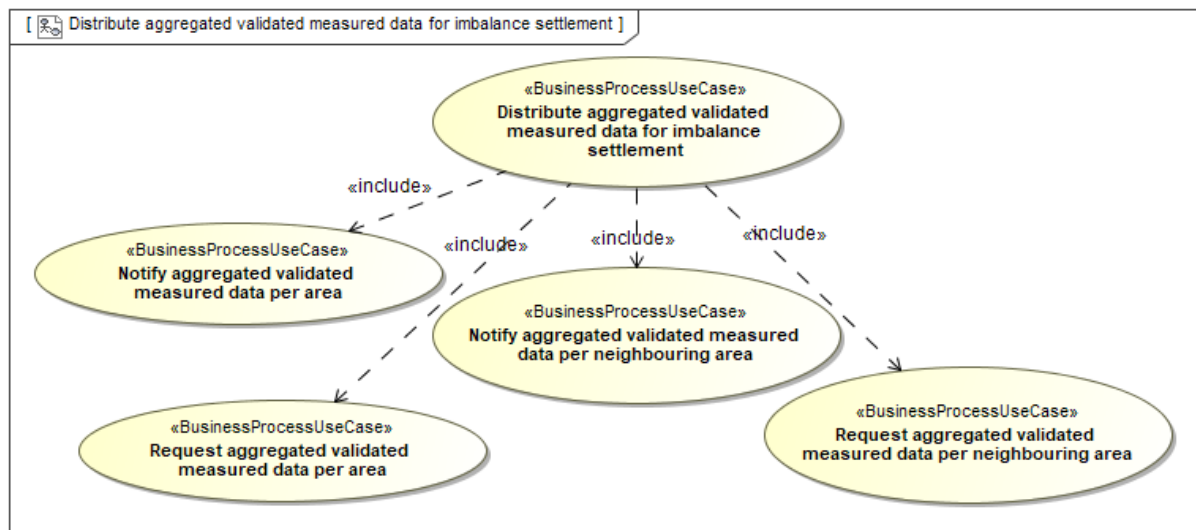 [ Distribute aggregated validated measured data for imbalance settlement ]
«BusinessProcessUseCase»
Distribute aggregated validated
measured data for imbalance
settlement
«include»
«include»
«include»
«include»
«BusinessProcessUseCase»
Notify aggregated validated
measured data per area
«BusinessProcessUseCase»
Notify aggregated validated measured
data per neighbouring area
«BusinessProcessUseCase»
Request aggregated validated
measured data per area
«BusinessProcessUseCase»
Request aggregated validated
measured data per neighbouring area